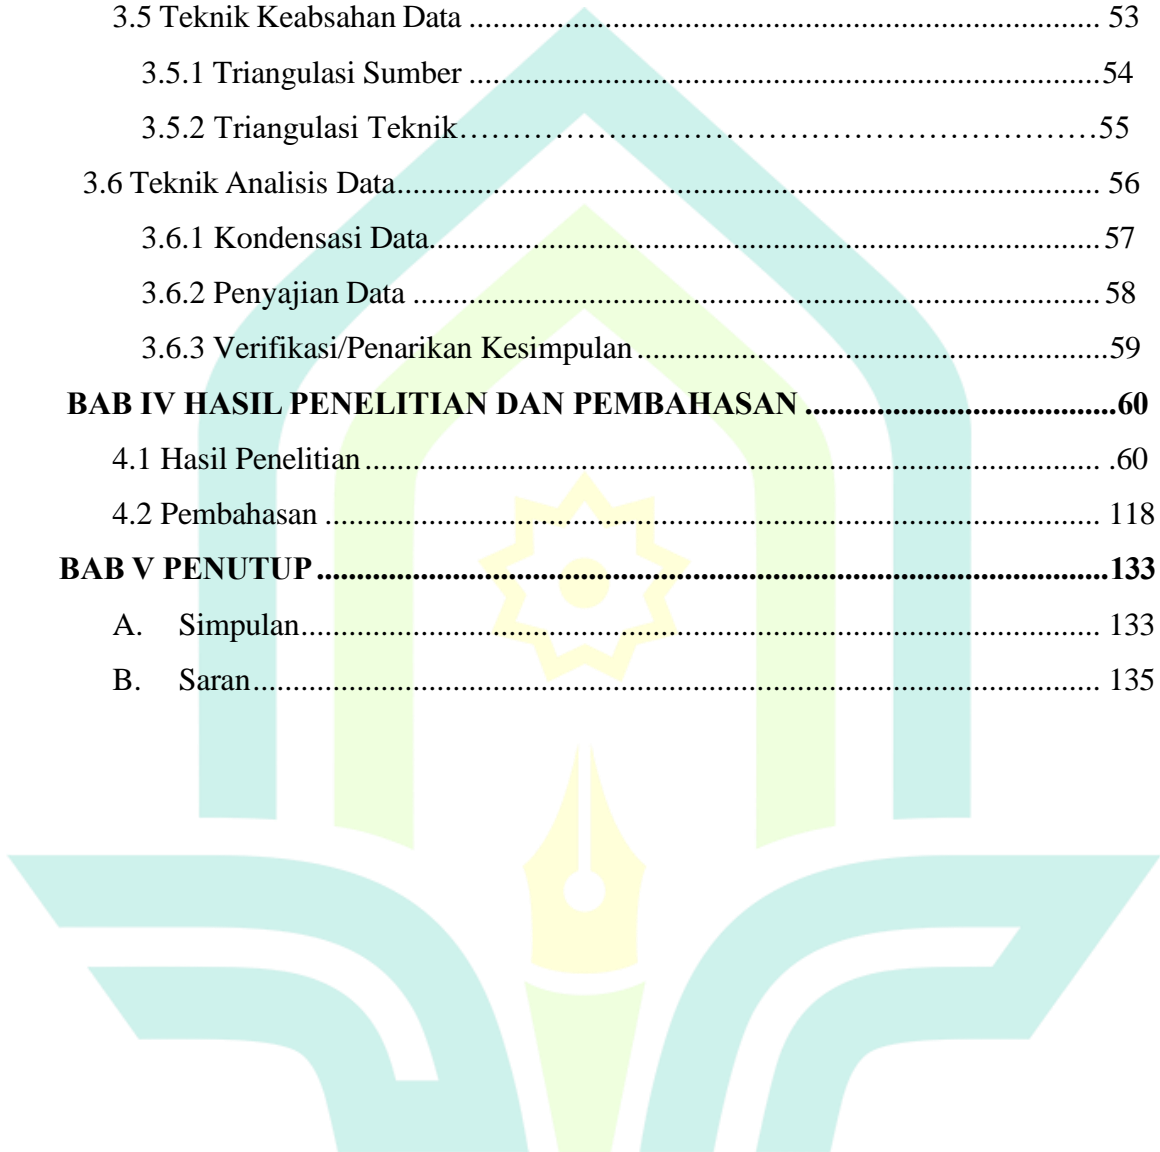 3.5 Teknik Keabsahan Data ............................................................................... 53
3.5.1 Triangulasi Sumber ...............................................................................54
3.5.2 Triangulasi Teknik……………………………………………………………55
3.6 Teknik Analisis Data........................................................................................ 56
3.6.1 Kondensasi Data.................................................................................... 57
3.6.2 Penyajian Data ...................................................................................... 58
3.6.3 Verifikasi/Penarikan Kesimpulan...........................................................59
BAB IV HASIL PENELITIAN DAN PEMBAHASAN ......................................60
4.1 Hasil Penelitian............................................................................................ .60
4.2 Pembahasan ................................................................................................. 118
BAB V PENUTUP ..................................................................................................133
A. Simpulan.................................................................................................... 133
B. Saran.......................................................................................................... 135